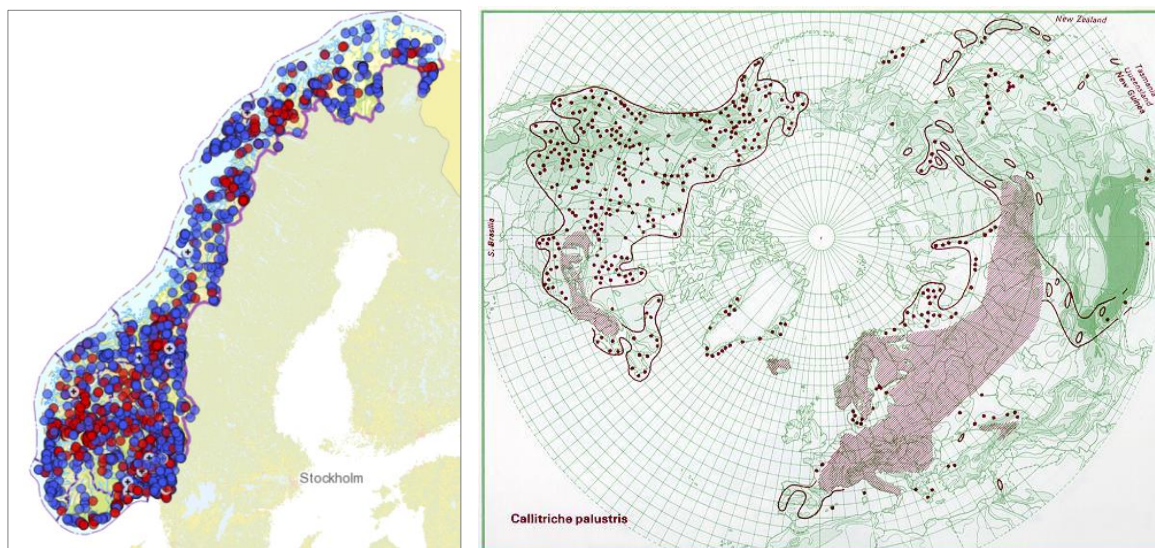 Stockholm
New Zealand
Tasmania
Queensland
New Guinea
S. Brasilia
Callitriche palustris